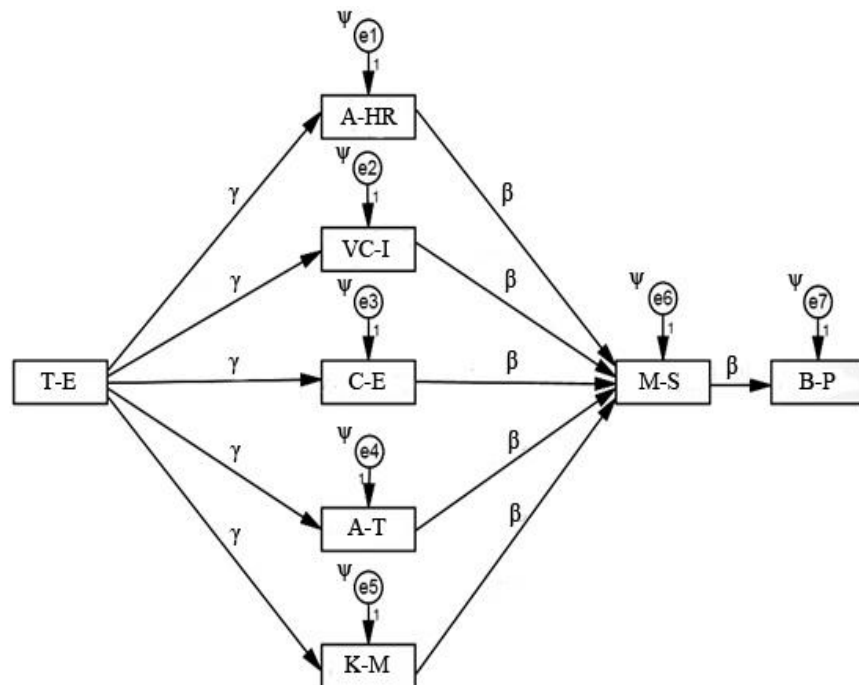 Ψ e1
1
A-HR
Ψ e2
γ β
1
VC-I
γ β
Ψ e3
Ψ e6 Ψ e7
1
1 1
T-E γ C-E β M-S β B-P
Ψ e4
γ β
1
A-T
β
γ
Ψ e5
1
K-M